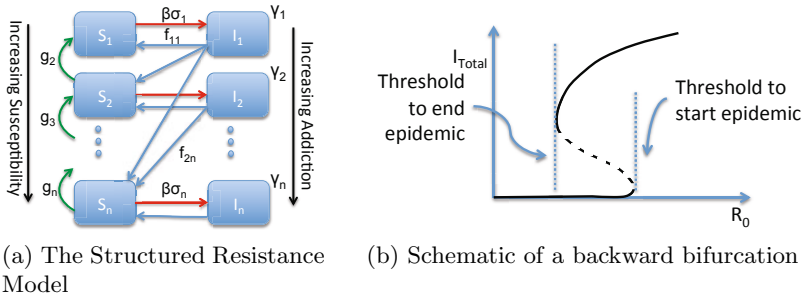 Increasing Susceptibility
S₁
βσ₁
f₁₁
I₁
γ₁
g₂
S₂
I₂
γ₂
g₃
f₂ₙ
gₙ
Sₙ
βσₙ
Iₙ
γₙ
Increasing Addiction
(a) The Structured Resistance
Model
I_Total
Threshold
to end
epidemic
Threshold to
start epidemic
R₀
(b) Schematic of a backward bifurcation